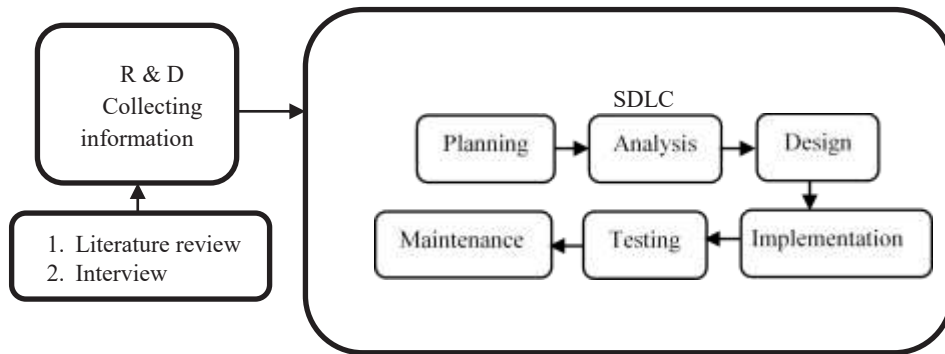 R & D
Collecting
information
1. Literature review
2. Interview
SDLC
Planning
Analysis
Design
Implementation
Testing
Maintenance